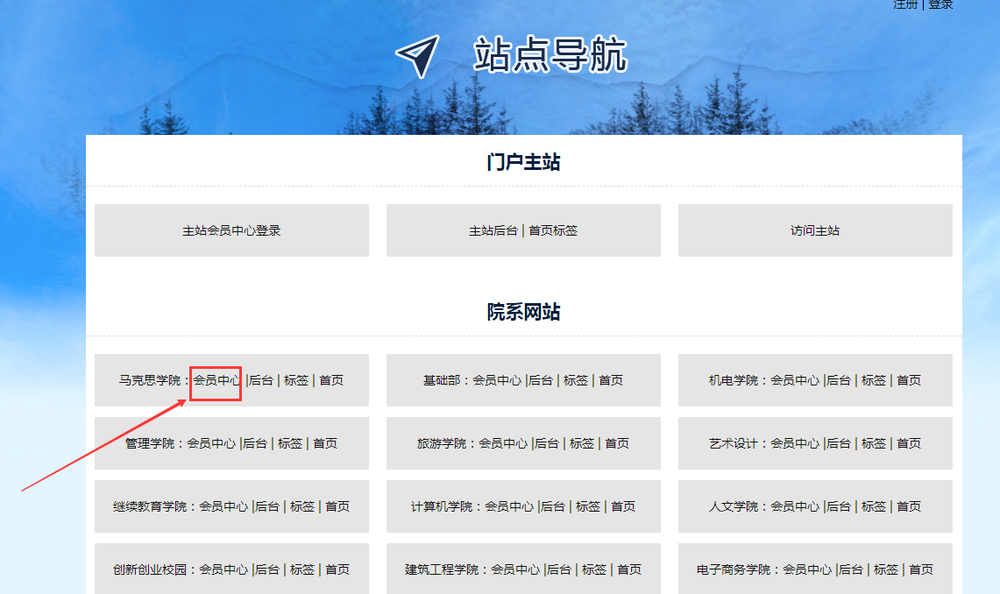 注册 | 登录
站点导航
门户主站
主站会员中心登录
主站后台 | 首页标签
访问主站
院系网站
马克思学院：会员中心 |后台 | 标签 | 首页
基础部：会员中心 |后台 | 标签 | 首页
机电学院：会员中心 |后台 | 标签 | 首页
管理学院：会员中心 |后台 | 标签 | 首页
旅游学院：会员中心 |后台 | 标签 | 首页
艺术设计：会员中心 |后台 | 标签 | 首页
继续教育学院：会员中心 |后台 | 标签 | 首页
计算机学院：会员中心 |后台 | 标签 | 首页
人文学院：会员中心 |后台 | 标签 | 首页
创新创业校园：会员中心 |后台 | 标签 | 首页
建筑工程学院：会员中心 |后台 | 标签 | 首页
电子商务学院：会员中心 |后台 | 标签 | 首页